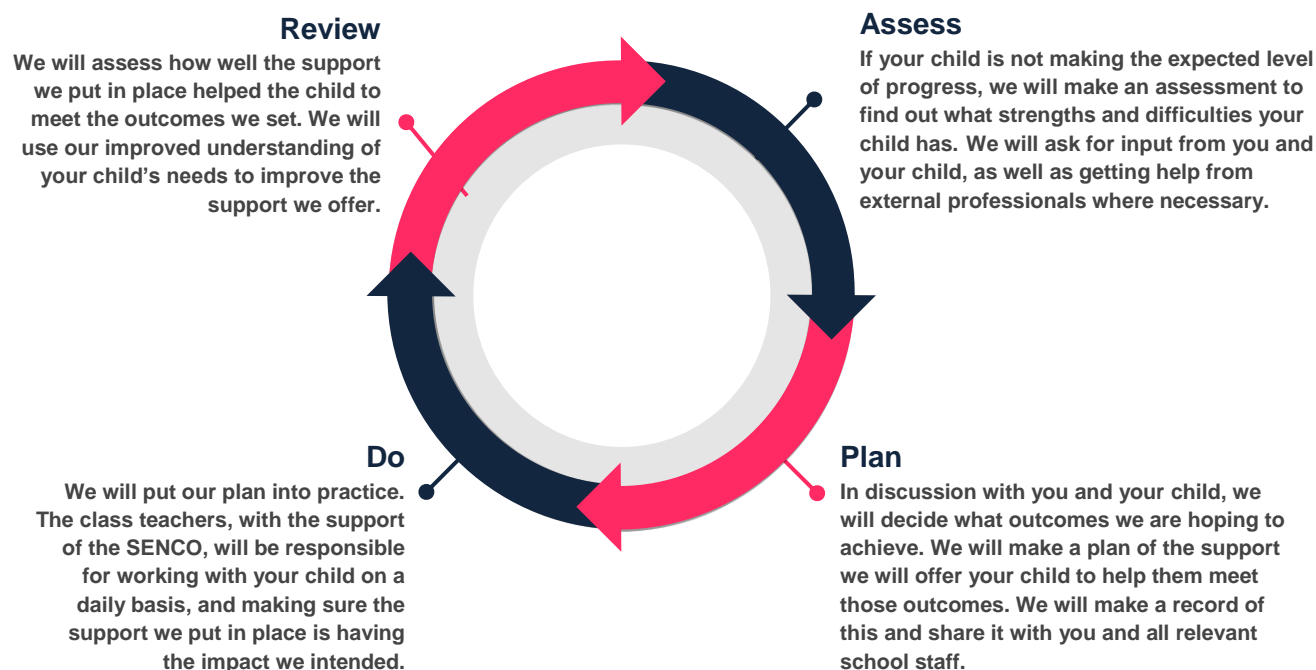 Review
We will assess how well the support
we put in place helped the child to
meet the outcomes we set. We will
use our improved understanding of
your child’s needs to improve the
support we offer.
Assess
If your child is not making the expected level
of progress, we will make an assessment to
find out what strengths and difficulties your
child has. We will ask for input from you and
your child, as well as getting help from
external professionals where necessary.
Do
We will put our plan into practice.
The class teachers, with the support
of the SENCO, will be responsible
for working with your child on a
daily basis, and making sure the
support we put in place is having
the impact we intended.
Plan
In discussion with you and your child, we
will decide what outcomes we are hoping to
achieve. We will make a plan of the support
we will offer your child to help them meet
those outcomes. We will make a record of
this and share it with you and all relevant
school staff.